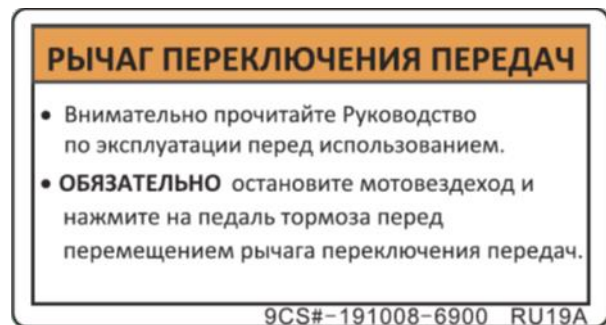 РЫЧАГ ПЕРЕКЛЮЧЕНИЯ ПЕРЕДАЧ
• Внимательно прочитайте Руководство
по эксплуатации перед использованием.
• ОБЯЗАТЕЛЬНО остановите мотовездеход и
нажмите на педаль тормоза перед
перемещением рычага переключения передач.
9CS#-191008-6900 RU19A